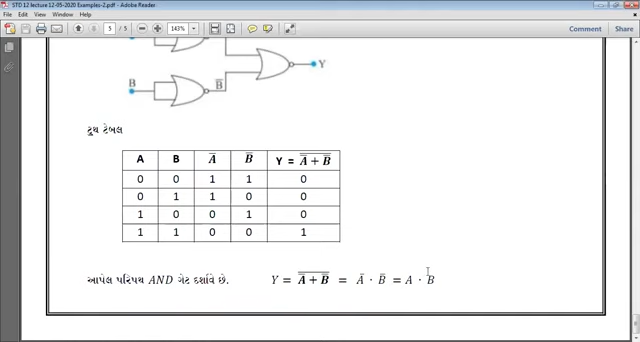 STD 12 lecture 12-05-2020 Examples-2.pdf - Adobe Reader
File Edit View Window Help
5 / 5 143% Comment Share
Y
B B̅
ટ્રુથ ટેબલ
A B A̅ B̅ Y = \overline{A̅ + B̅}
0 0 1 1 0
0 1 1 0 0
1 0 0 1 0
1 1 0 0 1
આપેલ પરિપથ AND ગેટ દર્શાવે છે. Y = \overline{A̅ + B̅} = A̿ · B̿ = A · B